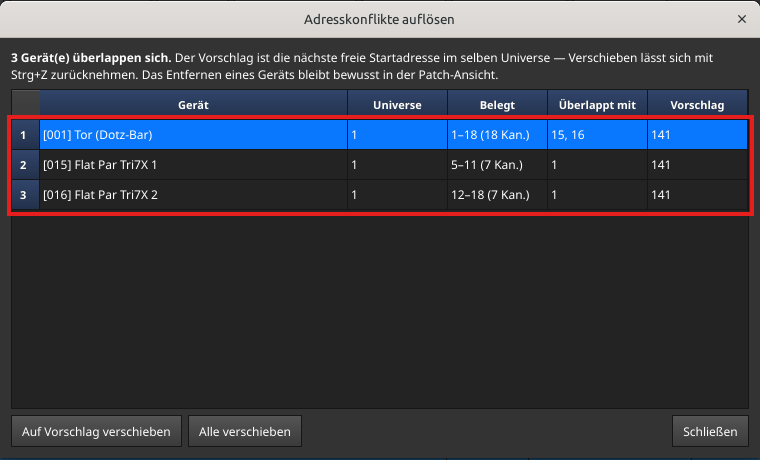 Adresskonflikte auflösen
3 Gerät(e) überlappen sich. Der Vorschlag ist die nächste freie Startadresse im selben Universe — Verschieben lässt sich mit
Strg+Z zurücknehmen. Das Entfernen eines Geräts bleibt bewusst in der Patch-Ansicht.
Gerät Universe Belegt Überlappt mit Vorschlag
1 [001] Tor (Dotz-Bar) 1 1–18 (18 Kan.) 15, 16 141
2 [015] Flat Par Tri7X 1 1 5–11 (7 Kan.) 1 141
3 [016] Flat Par Tri7X 2 1 12–18 (7 Kan.) 1 141
Auf Vorschlag verschieben Alle verschieben Schließen